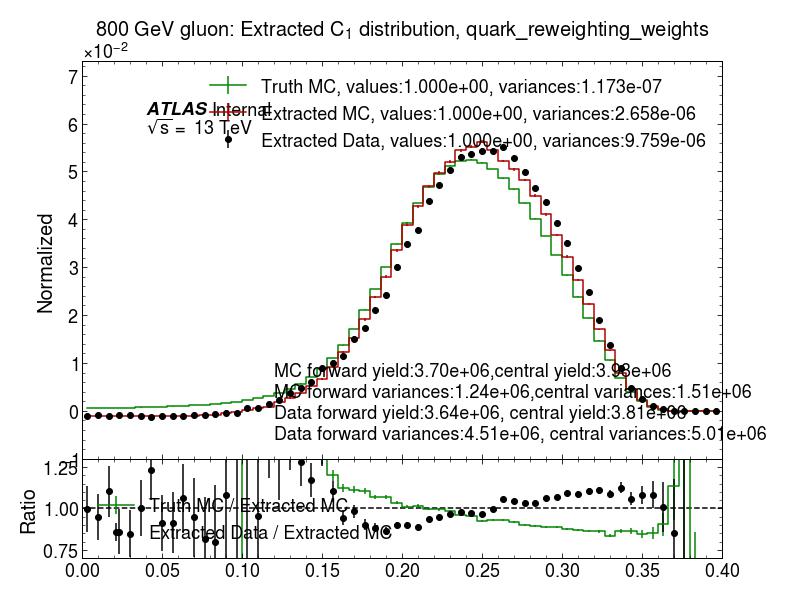 800 GeV gluon: Extracted C₁ distribution, quark_reweighting_weights
×10⁻²
Truth MC, values:1.000e+00, variances:1.173e-07
ATLAS Internal
Extracted MC, values:1.000e+00, variances:2.658e-06
√s = 13 TeV
Extracted Data, values:1.000e+00, variances:9.759e-06
7
6
5
4
3
2
1
0
Normalized
MC forward yield:3.70e+06,central yield:3.93e+06
MC forward variances:1.24e+06,central variances:1.51e+06
Data forward yield:3.64e+06, central yield:3.81e+06
Data forward variances:4.51e+06, central variances:5.01e+06
1.25
1.00
0.75
Ratio
Truth MC / Extracted MC
Extracted Data / Extracted MC
0.00 0.05 0.10 0.15 0.20 0.25 0.30 0.35 0.40